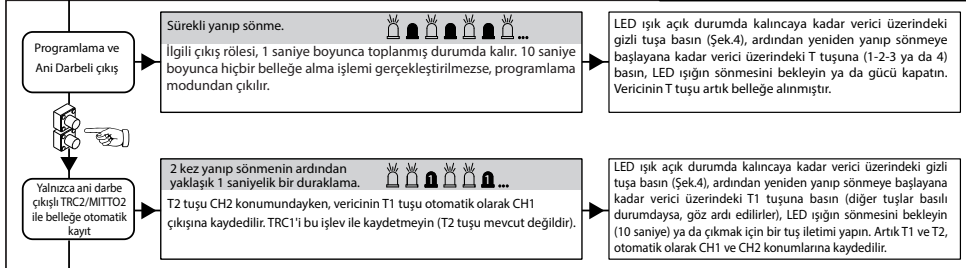 Programlama ve
Ani Darbeli çıkış
Sürekli yanıp sönme.
...
İlgili çıkış rölesi, 1 saniye boyunca toplanmış durumda kalır. 10 saniye
boyunca hiçbir belleğe alma işlemi gerçekleştirilmezse, programlama
modundan çıkılır.
LED ışık açık durumda kalıncaya kadar verici üzerindeki
gizli tuşa basın (Şek.4), ardından yeniden yanıp sönmeye
başlayana kadar verici üzerindeki T tuşuna (1-2-3 ya da 4)
basın, LED ışığın sönmesini bekleyin ya da gücü kapatın.
Vericinin T tuşu artık belleğe alınmıştır.
Yalnızca ani darbe
çıkışlı TRC2/MITTO2
ile belleğe otomatik
kayıt
2 kez yanıp sönmenin ardından
yaklaşık 1 saniyelik bir duraklama.
1 1 ...
T2 tuşu CH2 konumundayken, vericinin T1 tuşu otomatik olarak CH1
çıkışına kaydedilir. TRC1'i bu işlev ile kaydetmeyin (T2 tuşu mevcut değildir).
LED ışık açık durumda kalıncaya kadar verici üzerindeki gizli
tuşa basın (Şek.4), ardından yeniden yanıp sönmeye başlayana
kadar verici üzerindeki T1 tuşuna basın (diğer tuşlar basılı
durumdaysa, göz ardı edilirler), LED ışığın sönmesini bekleyin
(10 saniye) ya da çıkmak için bir tuş iletimi yapın. Artık T1 ve T2,
otomatik olarak CH1 ve CH2 konumlarına kaydedilir.